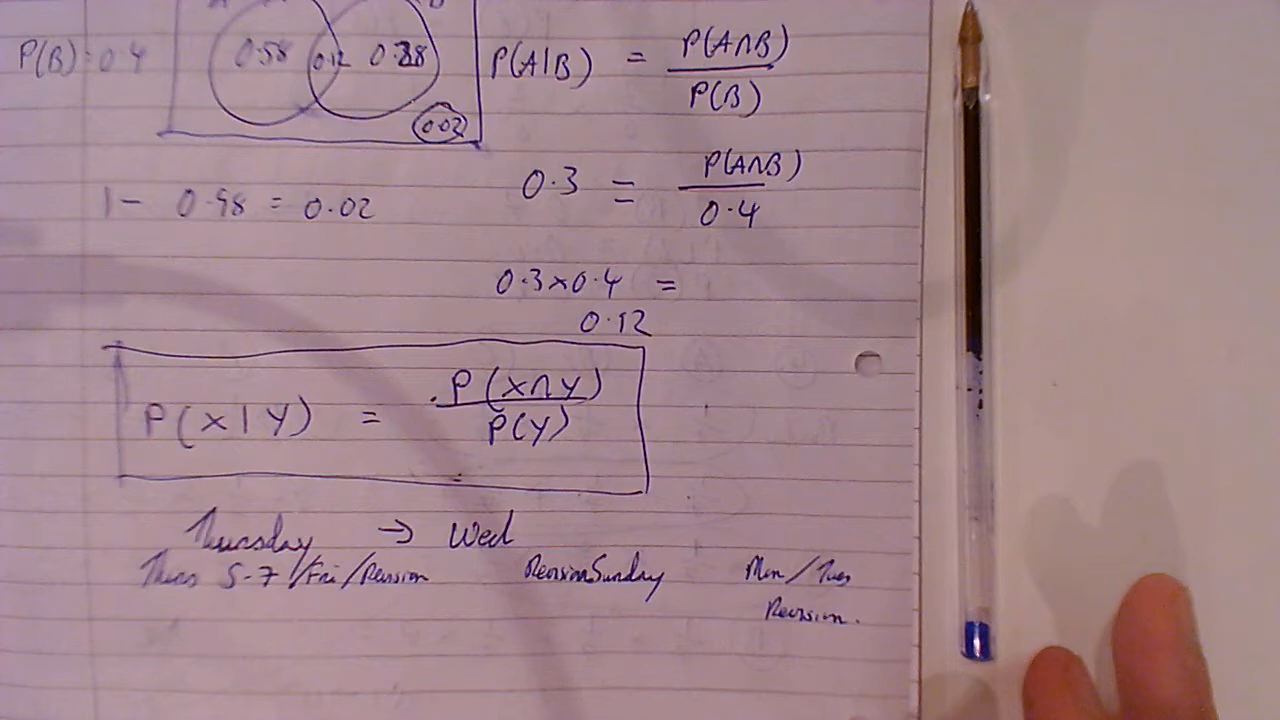 P(B) = 0.4
0.58 0.12 0.28
0.02
P(A|B) = P(A∩B) / P(B)
0.3 = P(A∩B) / 0.4
1 - 0.98 = 0.02
0.3 × 0.4 =
0.12
P(X|Y) = P(X∩Y) / P(Y)
Thursday → Wed
Thurs 5-7 / Fri / Revision Revision Sunday Mon / Tues
Revision.